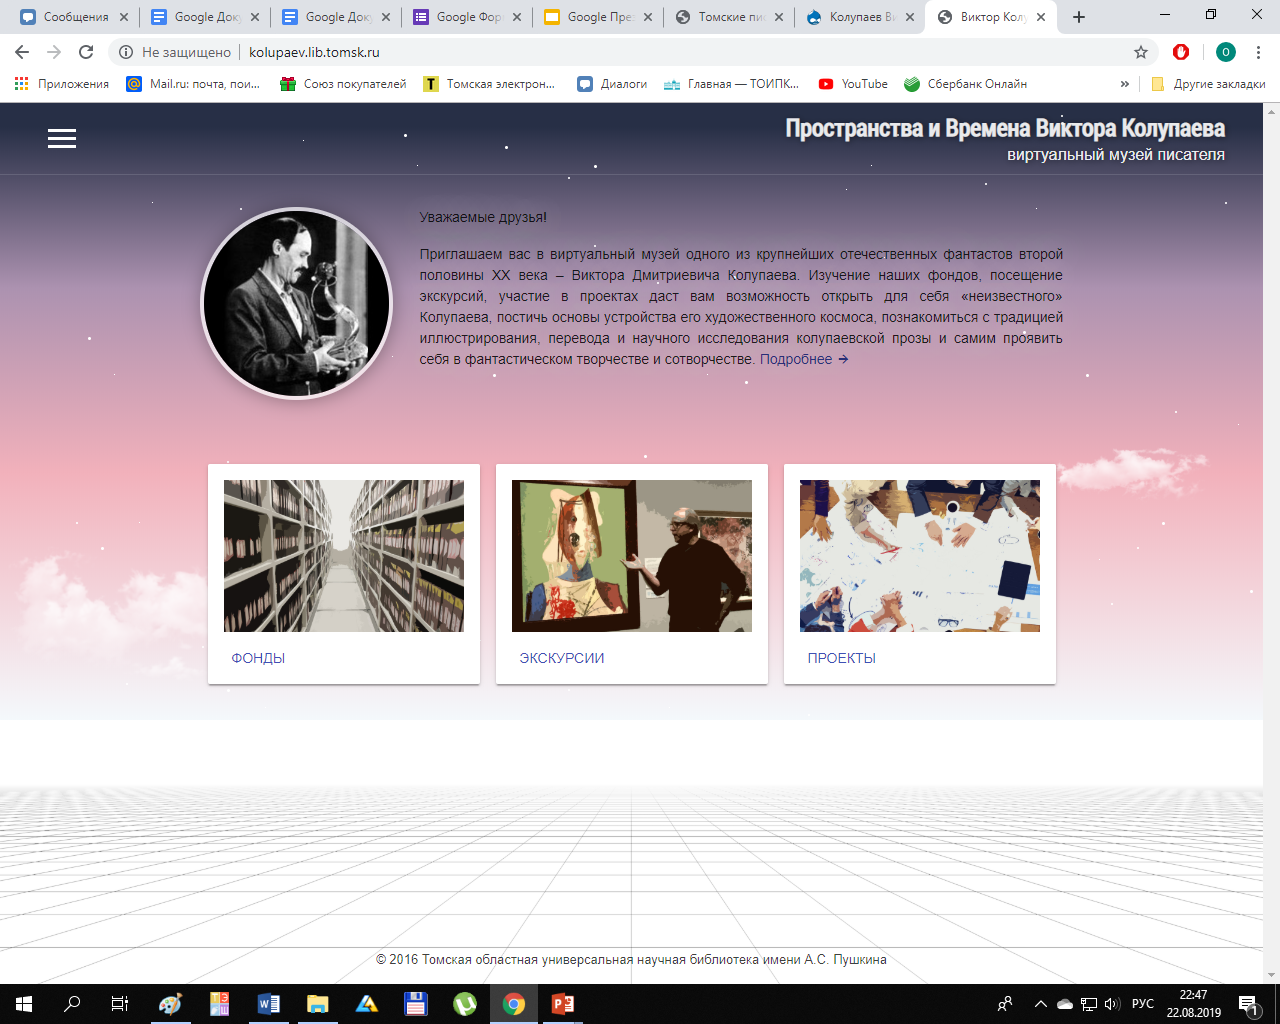 Сообщения
Google Доку
Google Доку
Google Фор
Google През
Томские пи
Колупаев Ви
Виктор Колу
Не защищено
kolupaev.lib.tomsk.ru
О
Приложения
Mail.ru: почта, пои...
Союз покупателей
Томская электрон...
Диалоги
Главная — ТОИПК...
YouTube
Сбербанк Онлайн
»
Другие закладки
Пространства и Времена Виктора Колупаева
виртуальный музей писателя
Уважаемые друзья!
Приглашаем вас в виртуальный музей одного из крупнейших отечественных фантастов второй
половины XX века – Виктора Дмитриевича Колупаева. Изучение наших фондов, посещение
экскурсий, участие в проектах даст вам возможность открыть для себя «неизвестного»
Колупаева, постичь основы устройства его художественного космоса, познакомиться с традицией
иллюстрирования, перевода и научного исследования колупаевской прозы и самим проявить
себя в фантастическом творчестве и сотворчестве. Подробнее →
ФОНДЫ
ЭКСКУРСИИ
ПРОЕКТЫ
© 2016 Томская областная универсальная научная библиотека имени А.С. Пушкина
РУС
22:47
22.08.2019
1